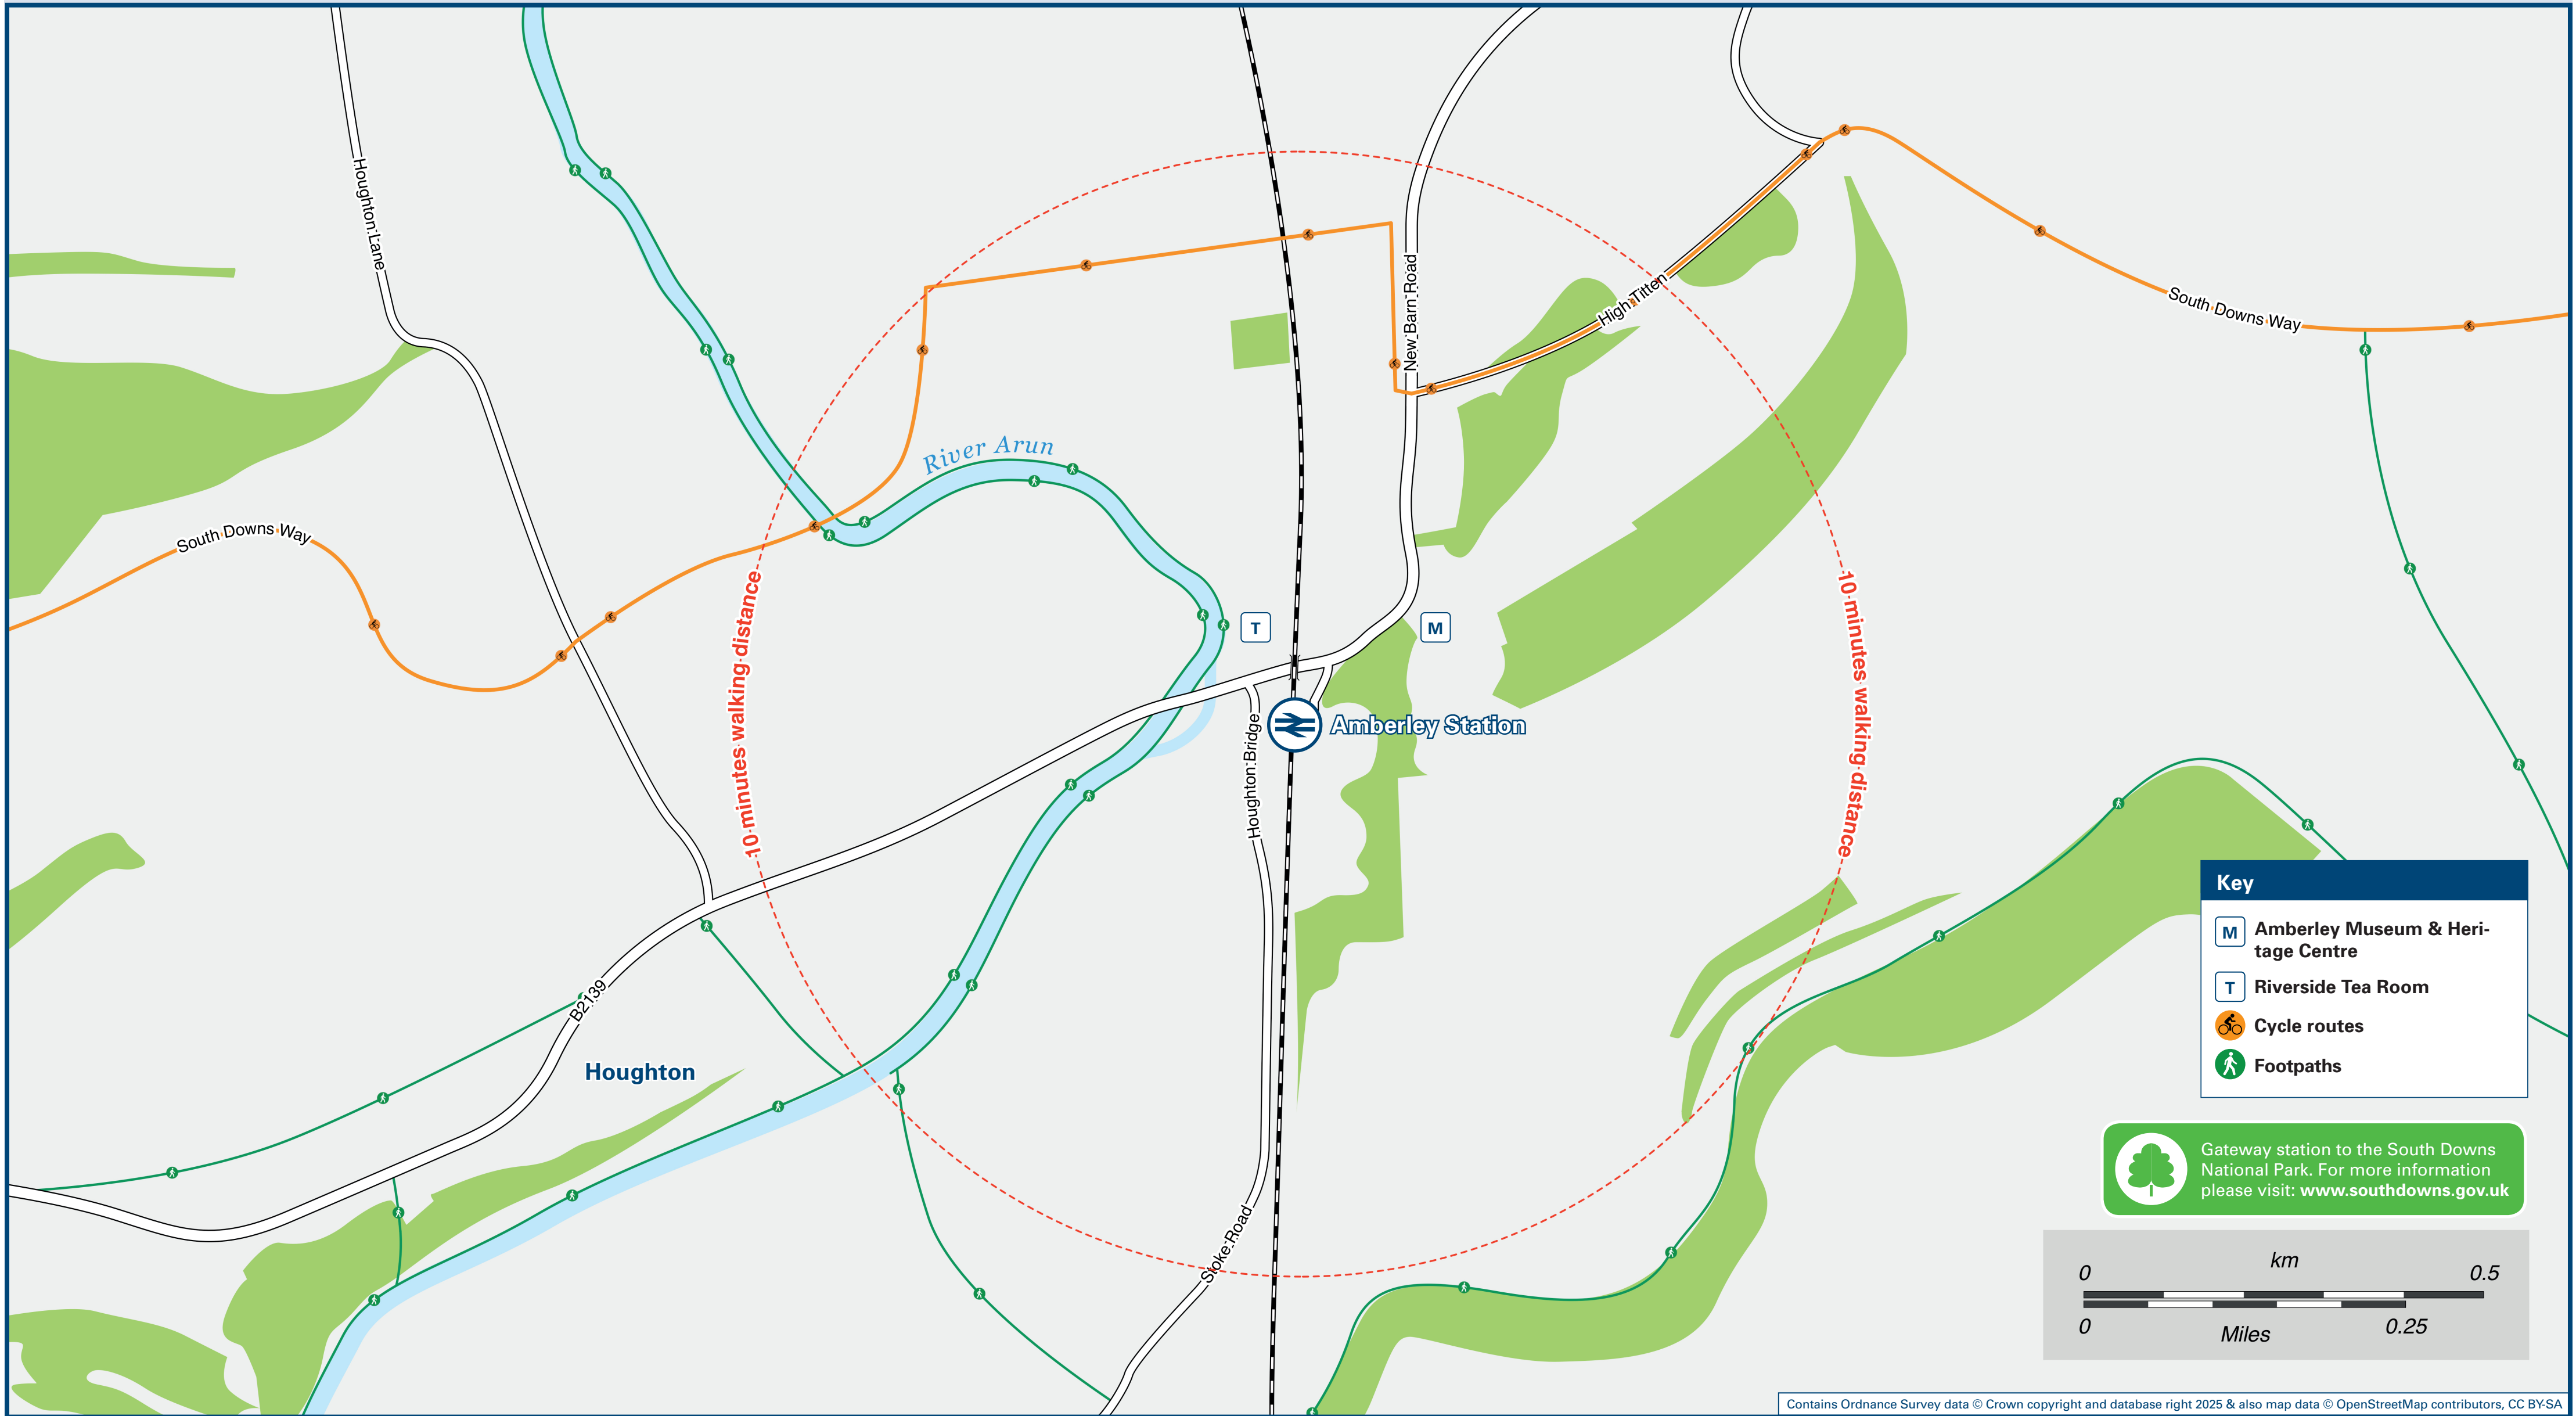 Houghton Lane
New Barn Road
High Titten
South Downs Way
River Arun
South Downs Way
10 minutes walking distance
10 minutes walking distance
T
M
Amberley Station
Houghton Bridge
B2139
Houghton
Stoke Road
Key
M
Amberley Museum & Heri-
tage Centre
T
Riverside Tea Room
Cycle routes
Footpaths
Gateway station to the South Downs
National Park. For more information
please visit: www.southdowns.gov.uk
km
0
0.5
0
Miles
0.25
Contains Ordnance Survey data © Crown copyright and database right 2025 & also map data © OpenStreetMap contributors, CC BY-SA